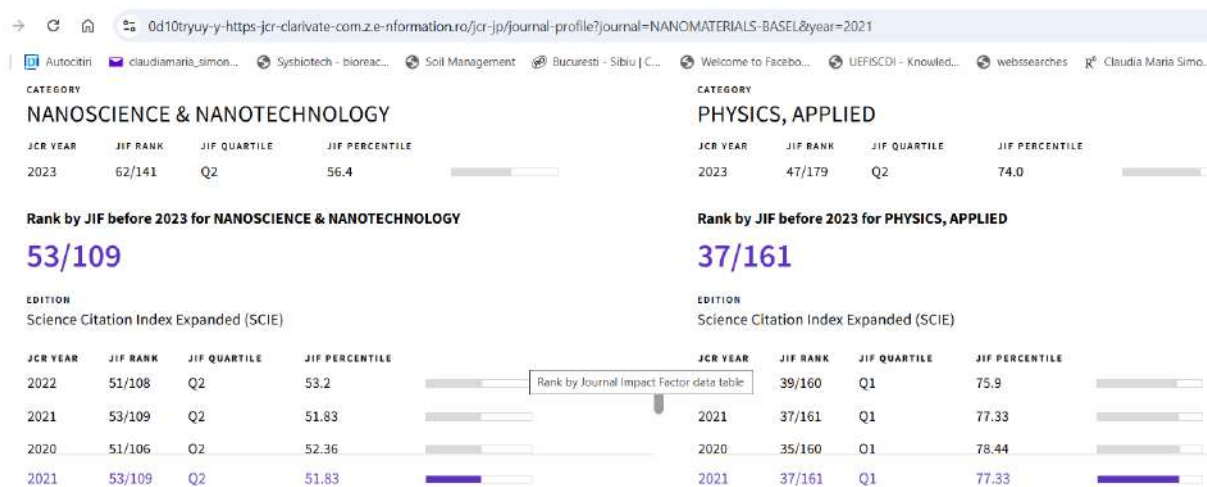 0d10tryuy-y-https-jcr-clarivate-com.z.e-nformation.ro/jcr-jp/journal-profile?journal=NANOMATERIALS-BASEL&year=2021
Autocitiri claudiamaria_simon... Sysbiotech - bioreac... Soil Management Bucuresti - Sibiu | C... Welcome to Facebo... UEFISCDI - Knowled... webssearches Claudia Maria Simo...
CATEGORY
NANOSCIENCE & NANOTECHNOLOGY
JCR YEAR JIF RANK JIF QUARTILE JIF PERCENTILE
2023 62/141 Q2 56.4
Rank by JIF before 2023 for NANOSCIENCE & NANOTECHNOLOGY
53/109
EDITION
Science Citation Index Expanded (SCIE)
JCR YEAR JIF RANK JIF QUARTILE JIF PERCENTILE
2022 51/108 Q2 53.2
2021 53/109 Q2 51.83
2020 51/106 Q2 52.36
2021 53/109 Q2 51.83
CATEGORY
PHYSICS, APPLIED
JCR YEAR JIF RANK JIF QUARTILE JIF PERCENTILE
2023 47/179 Q2 74.0
Rank by JIF before 2023 for PHYSICS, APPLIED
37/161
EDITION
Science Citation Index Expanded (SCIE)
JCR YEAR JIF RANK JIF QUARTILE JIF PERCENTILE
Rank by Journal Impact Factor data table
39/160 Q1 75.9
2021 37/161 Q1 77.33
2020 35/160 Q1 78.44
2021 37/161 Q1 77.33